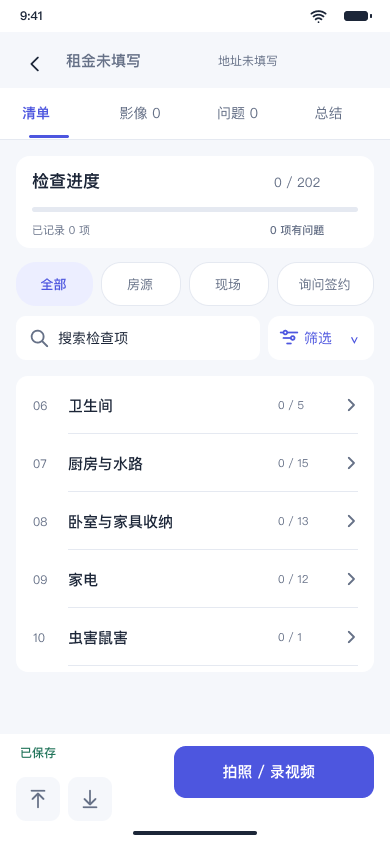 9:41
租金未填写 地址未填写
清单 影像 0 问题 0 总结
检查进度 0 / 202
已记录 0 项 0 项有问题
全部 房源 现场 询问签约
搜索检查项 筛选
06 卫生间 0 / 5
07 厨房与水路 0 / 15
08 卧室与家具收纳 0 / 13
09 家电 0 / 12
10 虫害鼠害 0 / 1
已保存
拍照 / 录视频